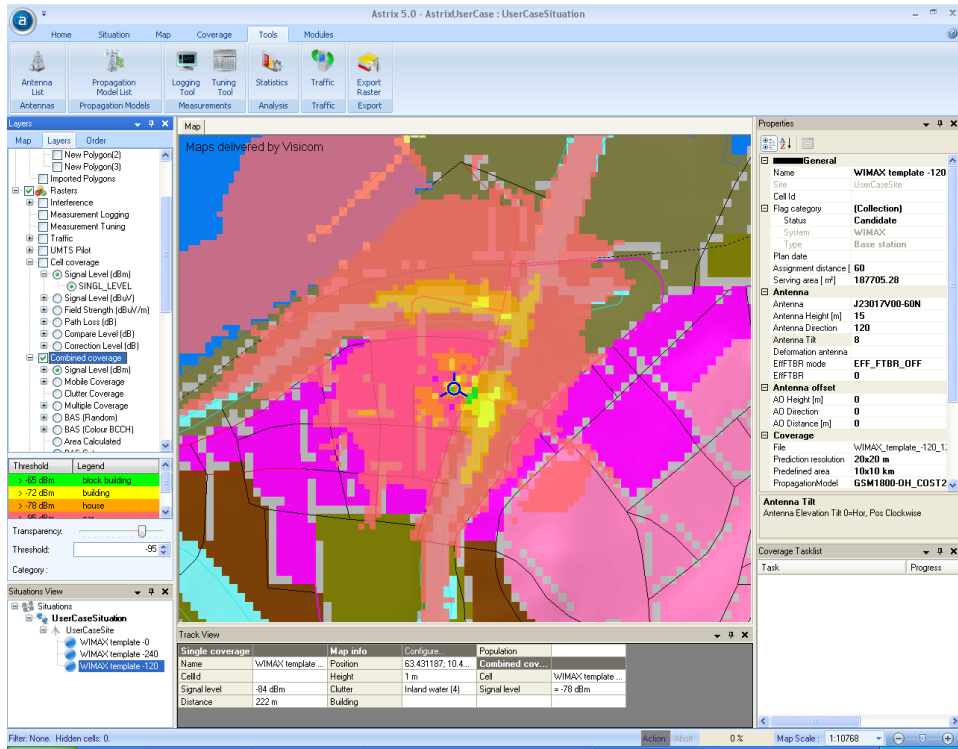 Astrix 5.0 - AstrixUserCase : UserCaseSituation
a
Home Situation Map Coverage Tools Modules
Antenna List
Propagation Model List
Logging Tool
Tuning Tool
Statistics
Traffic
Export Raster
Antennas Propagation Models Measurements Analysis Traffic Export
Layers
Map Layers Order
New Polygon(2)
New Polygon(3)
Imported Polygons
Rasters
Interference
Measurement Logging
Measurement Tuning
Traffic
UMTS Pilot
Cell coverage
Signal Level (dBm)
SINGL_LEVEL
Signal Level (dBuV)
Field Strength (dBuV/m)
Path Loss (dB)
Compare Level (dB)
Correction Level (dB)
Combined coverage
Signal Level (dBm)
Mobile Coverage
Clutter Coverage
Multiple Coverage
BAS (Random)
BAS (Colour BCCH)
Area Calculated
Threshold Legend
> -65 dBm block building
> -72 dBm building
> -78 dBm house
Transparency:
Threshold: -95
Category :
Situations View
Situations
UserCaseSituation
UserCaseSite
WIMAX template -0
WIMAX template -240
WIMAX template -120
Map
Maps delivered by Visicom
Track View
Single coverage Map info Configure... Population
Name WIMAX template ... Position 63.431187; 10.4... Combined cov...
CellId Height 1 m Cell WIMAX template ...
Signal level -84 dBm Clutter Inland water (4) Signal level = -78 dBm
Distance 222 m Building
Properties
General
Name WIMAX template -120
Site UserCaseSite
Cell Id
Flag category (Collection)
Status Candidate
System WIMAX
Type Base station
Plan date
Assignment distance [ 60
Serving area [m²] 187705.28
Antenna
Antenna J23017V00-60N
Antenna Height [m] 15
Antenna Direction 120
Antenna Tilt 8
Deformation antenna
EffFTBR mode EFF_FTBR_OFF
EffFTBR 0
Antenna offset
AO Height [m] 0
AO Direction 0
AO Distance [m] 0
Coverage
File WIMAX_template_-120_1.
Prediction resolution 20x20 m
Predefined area 10x10 km
PropagationModel GSM1800-OH_COST2
Antenna Tilt
Antenna Elevation Tilt 0=Hor, Pos Clockwise
Coverage Tasklist
Task Progress
Filter: None. Hidden cells: 0.
Action: Abort 0 % Map Scale : 1:10768